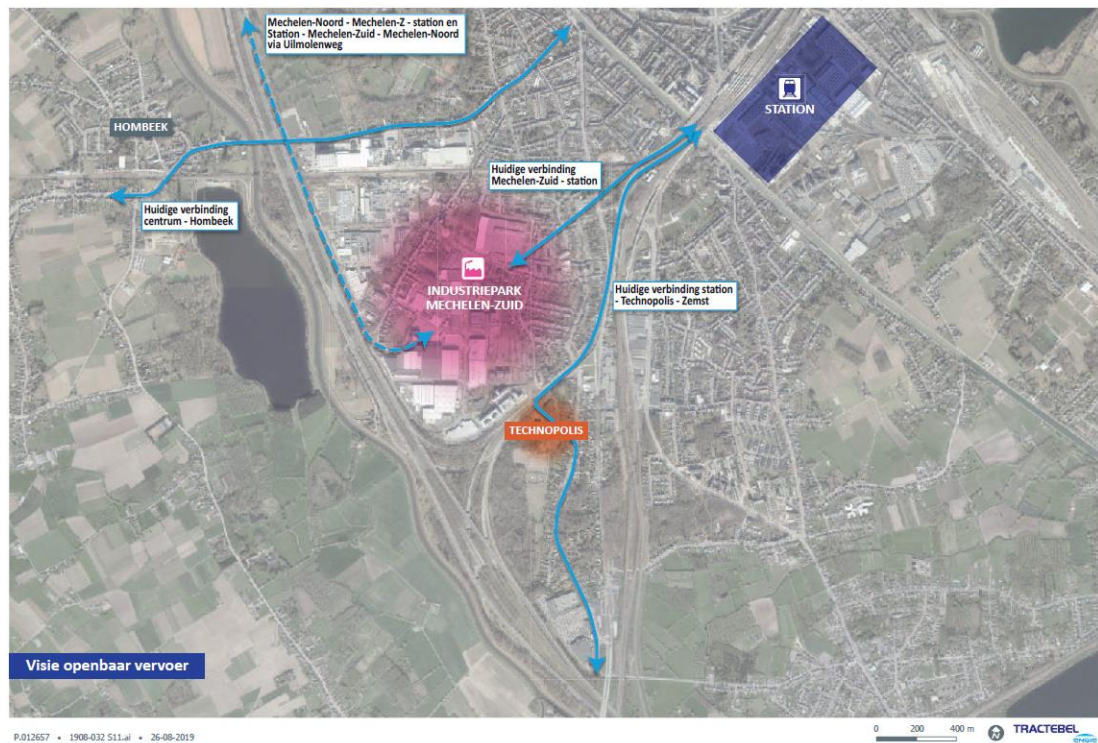 Mechelen-Noord - Mechelen-Z - station en
Station - Mechelen-Zuid - Mechelen-Noord
via Uilmolenweg
STATION
HOMBEEK
Huidige verbinding
Mechelen-Zuid - station
Huidige verbinding
centrum - Hombeek
INDUSTRIEPARK
MECHELEN-ZUID
Huidige verbinding station
- Technopolis - Zemst
TECHNOPOLIS
Visie openbaar vervoer
P.012657 • 1908-032 S11.ai • 26-08-2019
0 200 400 m
N
TRACTEBEL
ENGIE